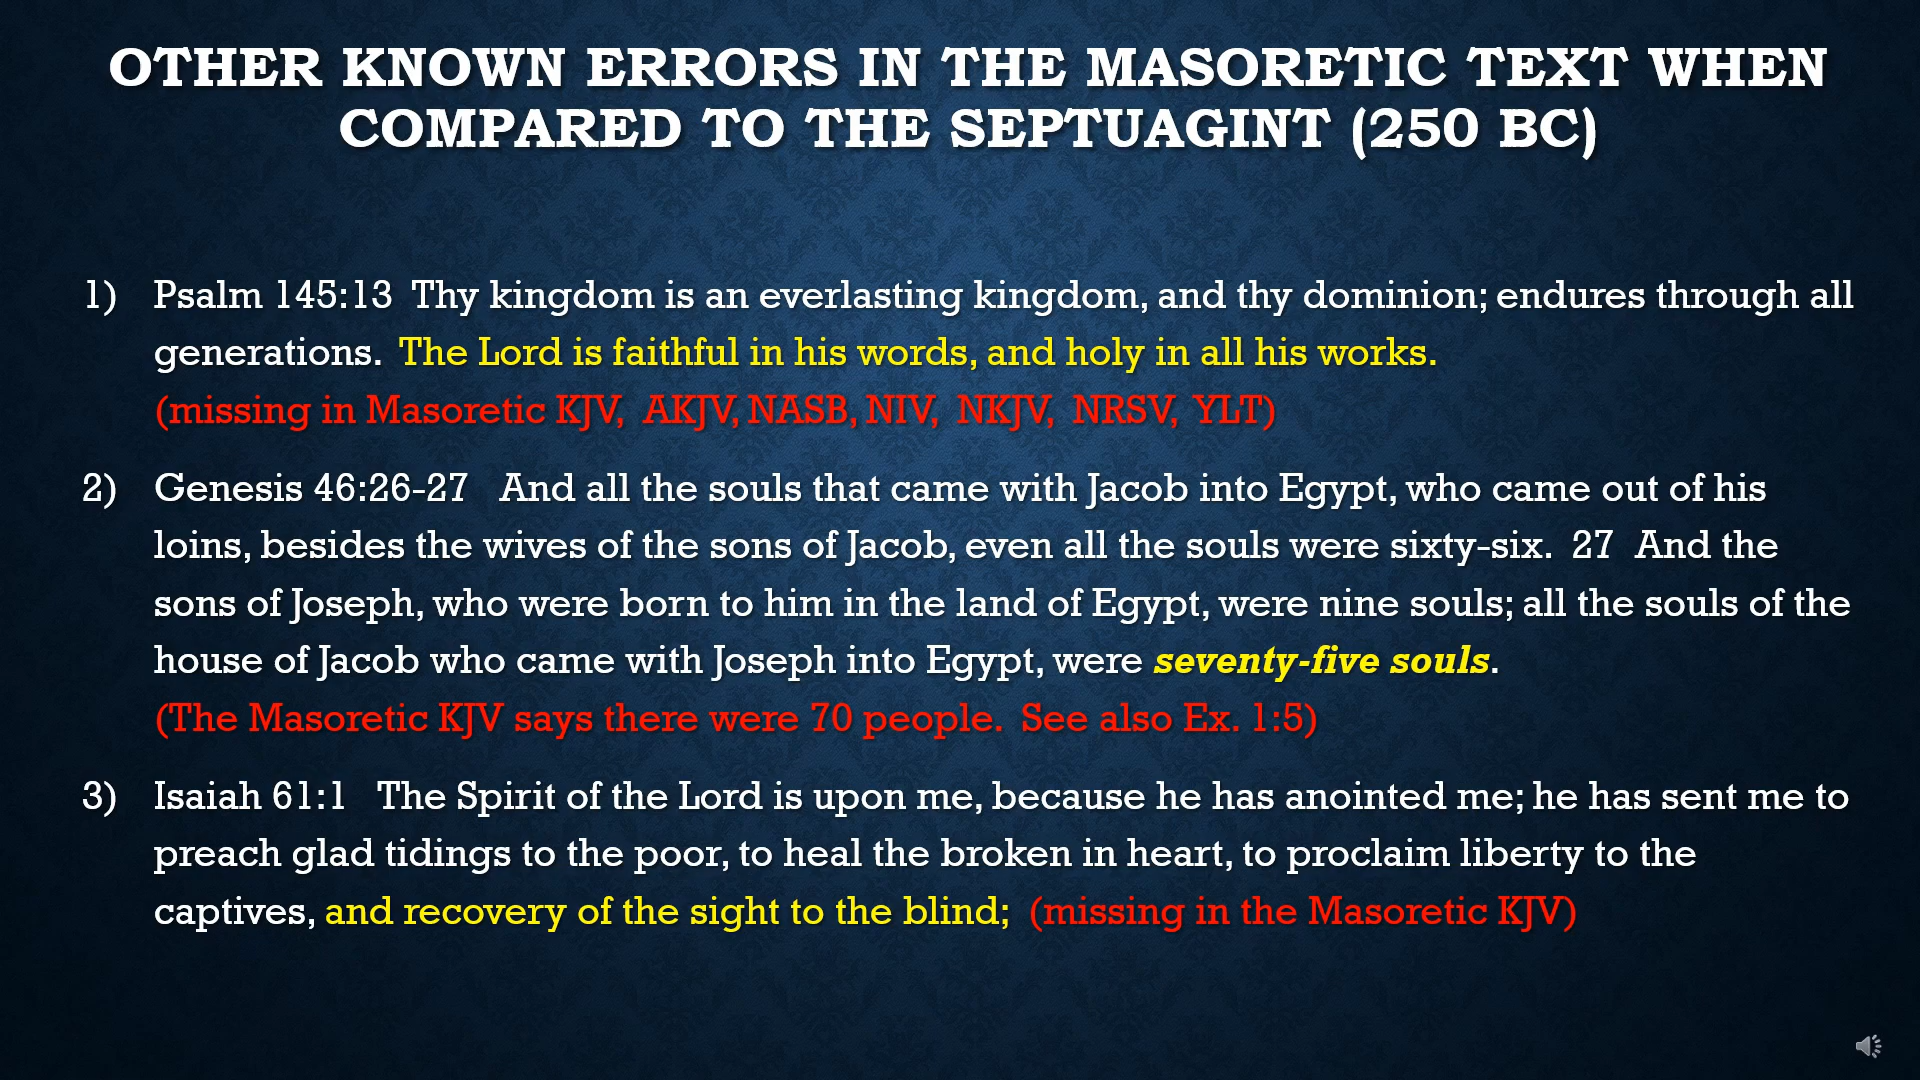 OTHER KNOWN ERRORS IN THE MASORETIC TEXT WHEN
COMPARED TO THE SEPTUAGINT (250 BC)
1) Psalm 145:13 Thy kingdom is an everlasting kingdom, and thy dominion; endures through all
generations. The Lord is faithful in his words, and holy in all his works.
(missing in Masoretic KJV, AKJV, NASB, NIV, NKJV, NRSV, YLT)
2) Genesis 46:26-27 And all the souls that came with Jacob into Egypt, who came out of his
loins, besides the wives of the sons of Jacob, even all the souls were sixty-six. 27 And the
sons of Joseph, who were born to him in the land of Egypt, were nine souls; all the souls of the
house of Jacob who came with Joseph into Egypt, were seventy-five souls.
(The Masoretic KJV says there were 70 people. See also Ex. 1:5)
3) Isaiah 61:1 The Spirit of the Lord is upon me, because he has anointed me; he has sent me to
preach glad tidings to the poor, to heal the broken in heart, to proclaim liberty to the
captives, and recovery of the sight to the blind; (missing in the Masoretic KJV)